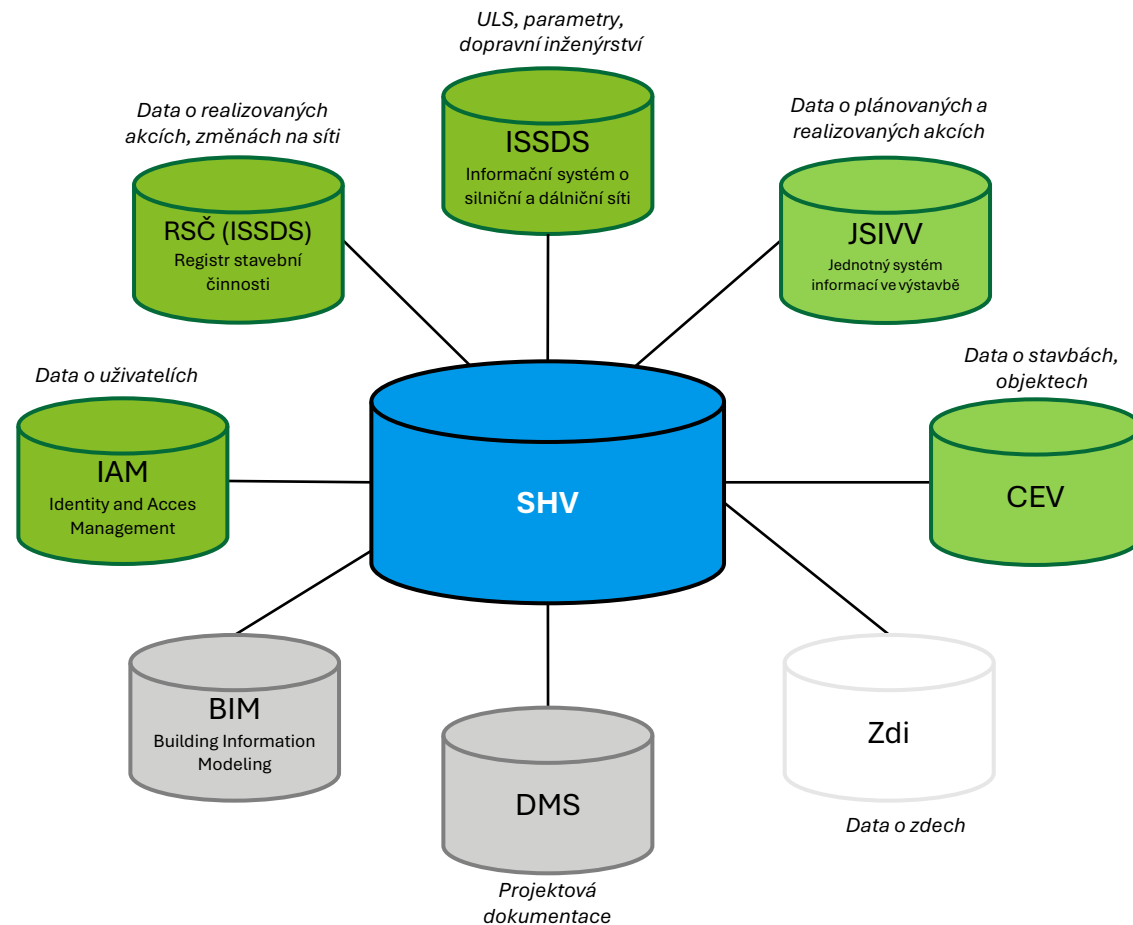 ULS, parametry,
dopravní inženýrství
ISSDS
Informační systém o
silniční a dálniční síti
Data o realizovaných
akcích, změnách na síti
RSČ (ISSDS)
Registr stavební
činnosti
Data o plánovaných a
realizovaných akcích
JSIVV
Jednotný systém
informací ve výstavbě
Data o uživatelích
IAM
Identity and Acces
Management
SHV
Data o stavbách,
objektech
CEV
BIM
Building Information
Modeling
DMS
Projektová
dokumentace
Zdi
Data o zdech